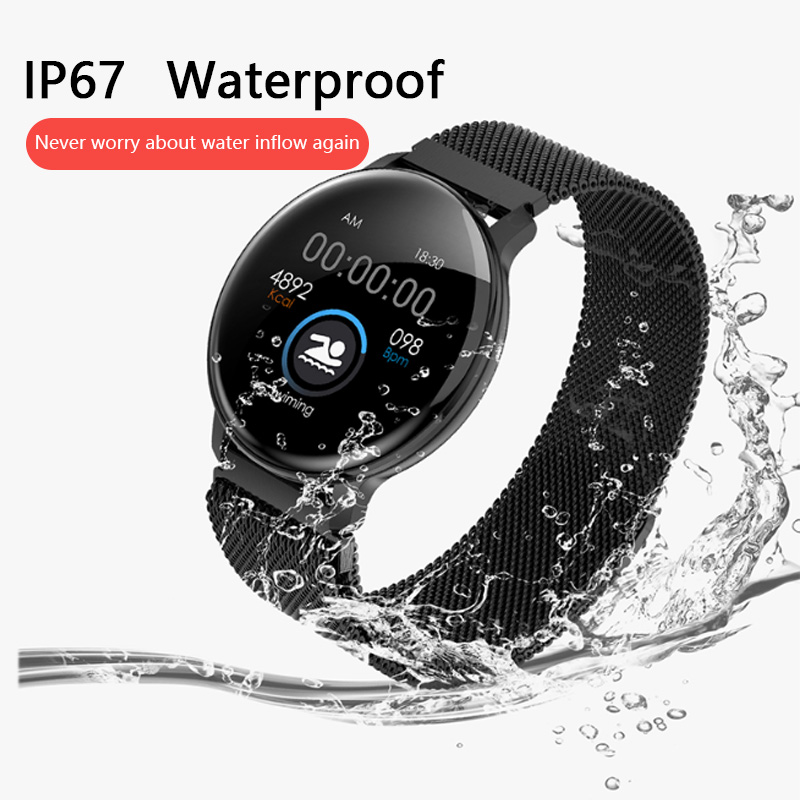 IP67 Waterproof
Never worry about water inflow again
AM
18:30
00:00:00
4892
Kcal
098
Bpm